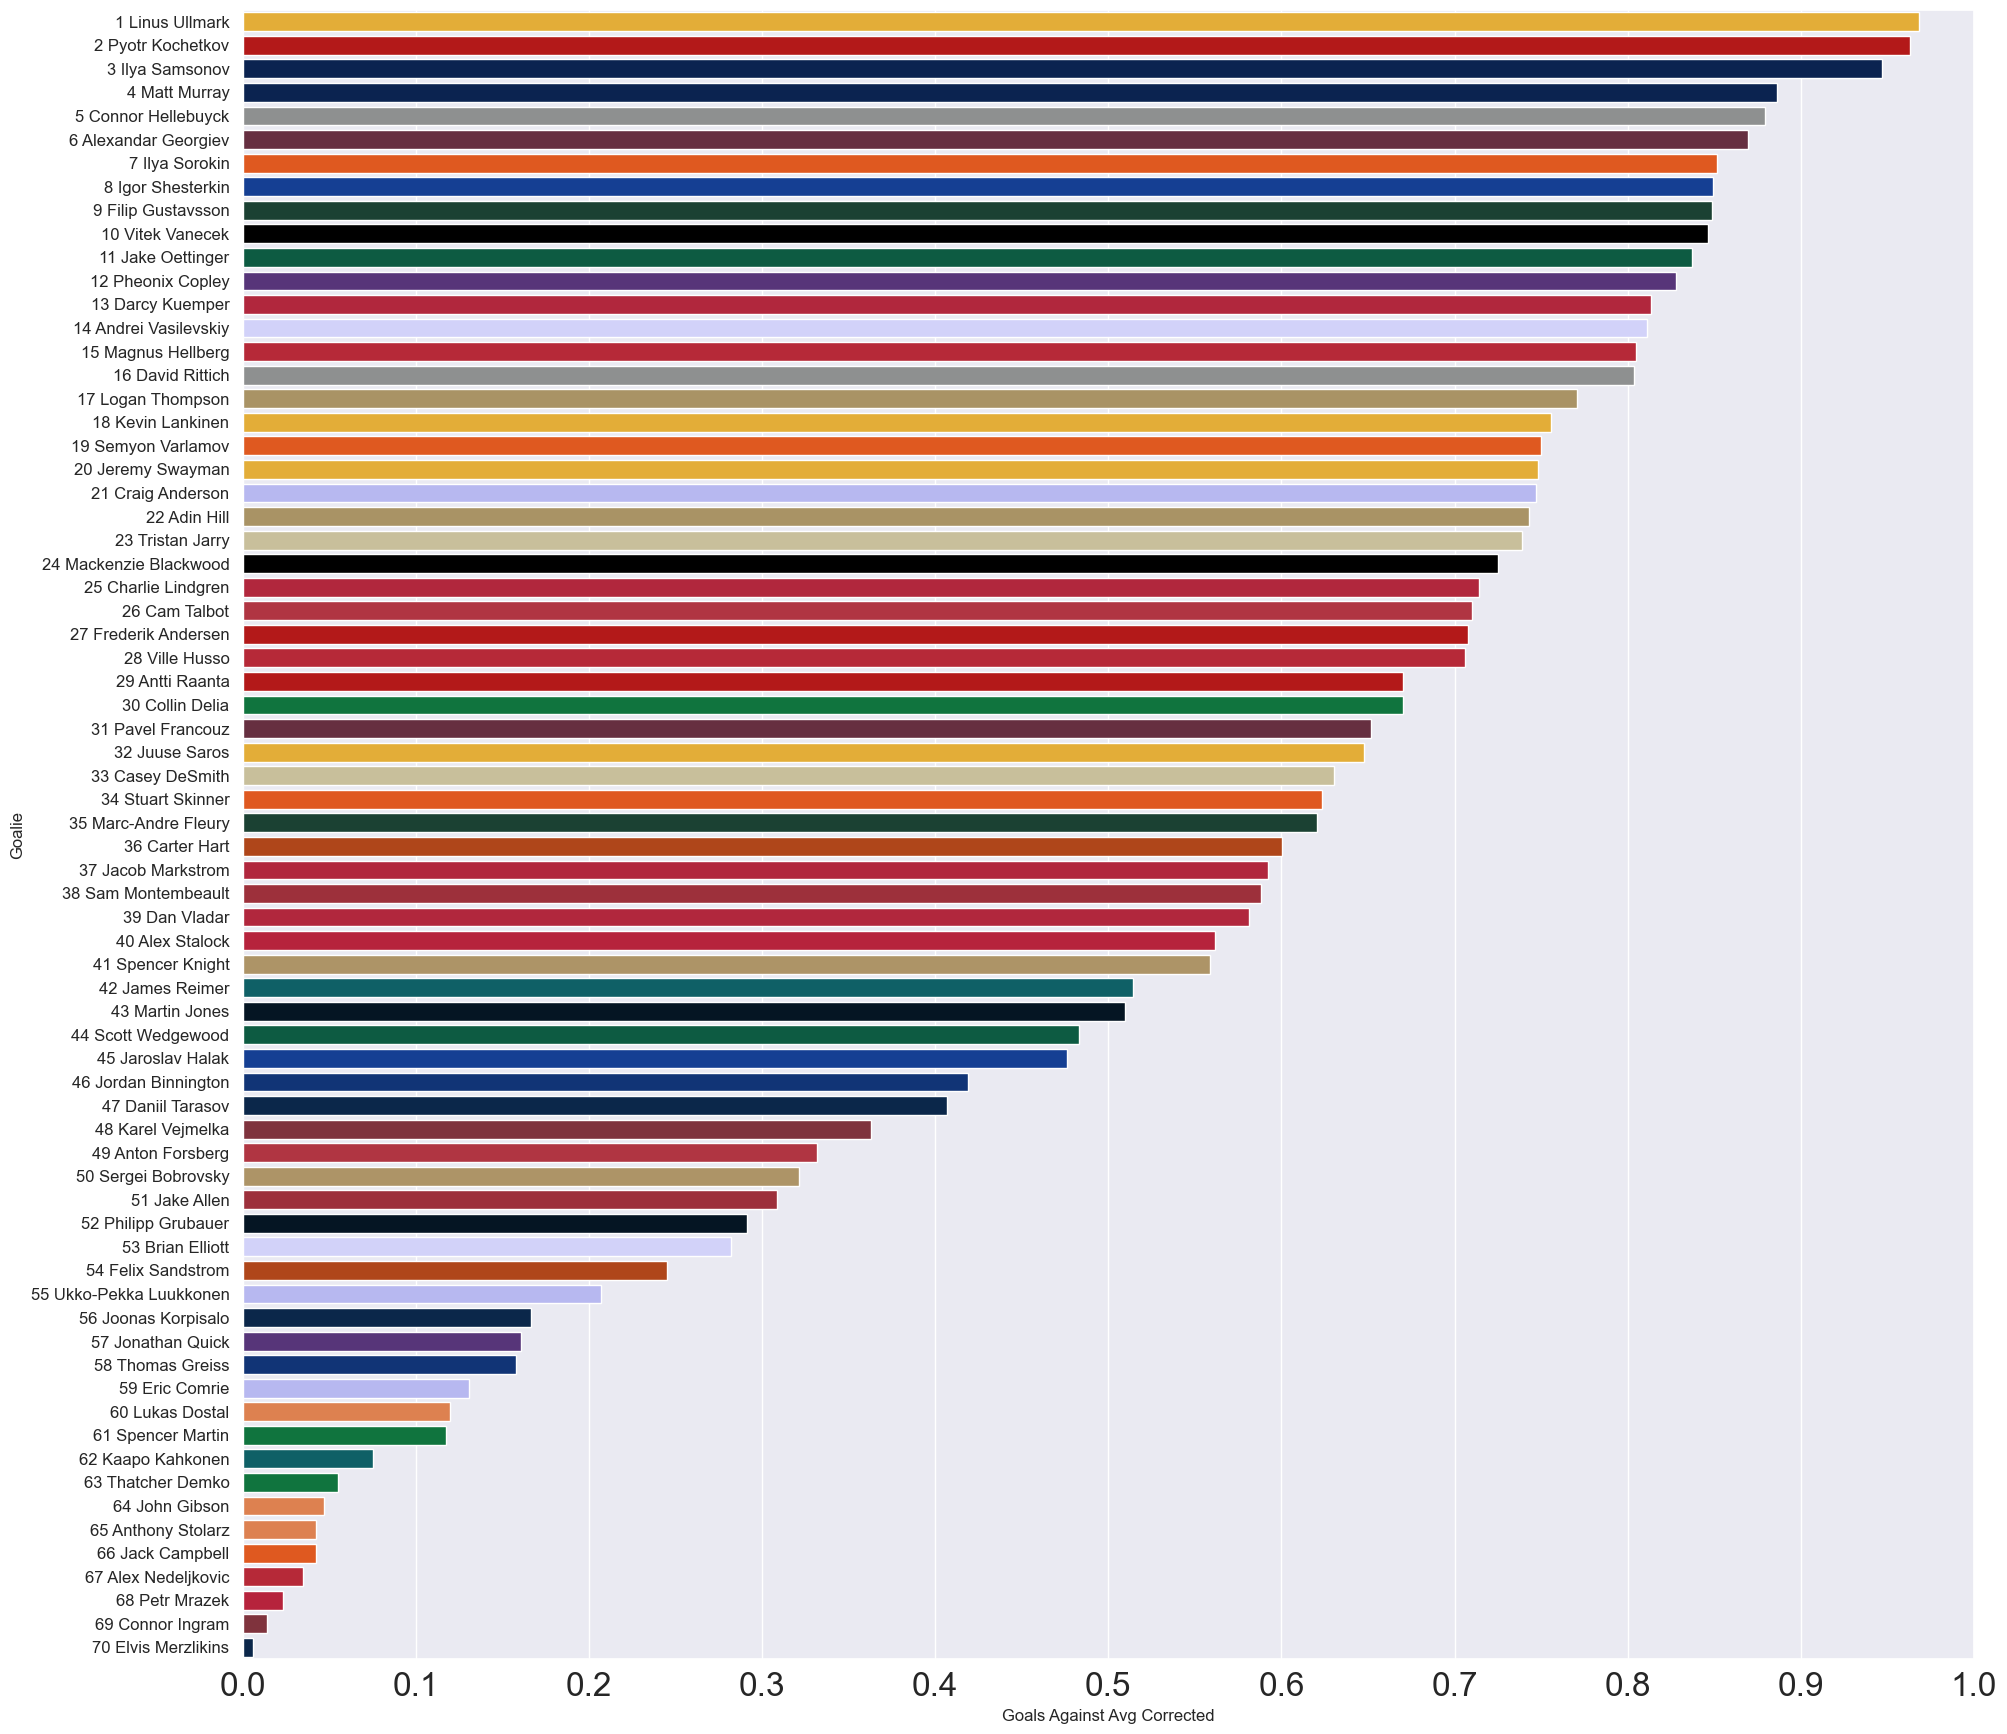 1 Linus Ullmark
2 Pyotr Kochetkov
3 Ilya Samsonov
4 Matt Murray
5 Connor Hellebuyck
6 Alexandar Georgiev
7 Ilya Sorokin
8 Igor Shesterkin
9 Filip Gustavsson
10 Vitek Vanecek
11 Jake Oettinger
12 Pheonix Copley
13 Darcy Kuemper
14 Andrei Vasilevskiy
15 Magnus Hellberg
16 David Rittich
17 Logan Thompson
18 Kevin Lankinen
19 Semyon Varlamov
20 Jeremy Swayman
21 Craig Anderson
22 Adin Hill
23 Tristan Jarry
24 Mackenzie Blackwood
25 Charlie Lindgren
26 Cam Talbot
27 Frederik Andersen
28 Ville Husso
29 Antti Raanta
30 Collin Delia
31 Pavel Francouz
32 Juuse Saros
33 Casey DeSmith
34 Stuart Skinner
35 Marc-Andre Fleury
36 Carter Hart
37 Jacob Markstrom
38 Sam Montembeault
39 Dan Vladar
40 Alex Stalock
41 Spencer Knight
42 James Reimer
43 Martin Jones
44 Scott Wedgewood
45 Jaroslav Halak
46 Jordan Binnington
47 Daniil Tarasov
48 Karel Vejmelka
49 Anton Forsberg
50 Sergei Bobrovsky
51 Jake Allen
52 Philipp Grubauer
53 Brian Elliott
54 Felix Sandstrom
55 Ukko-Pekka Luukkonen
56 Joonas Korpisalo
57 Jonathan Quick
58 Thomas Greiss
59 Eric Comrie
60 Lukas Dostal
61 Spencer Martin
62 Kaapo Kahkonen
63 Thatcher Demko
64 John Gibson
65 Anthony Stolarz
66 Jack Campbell
67 Alex Nedeljkovic
68 Petr Mrazek
69 Connor Ingram
70 Elvis Merzlikins
Goalie
0.0 0.1 0.2 0.3 0.4 0.5 0.6 0.7 0.8 0.9 1.0
Goals Against Avg Corrected